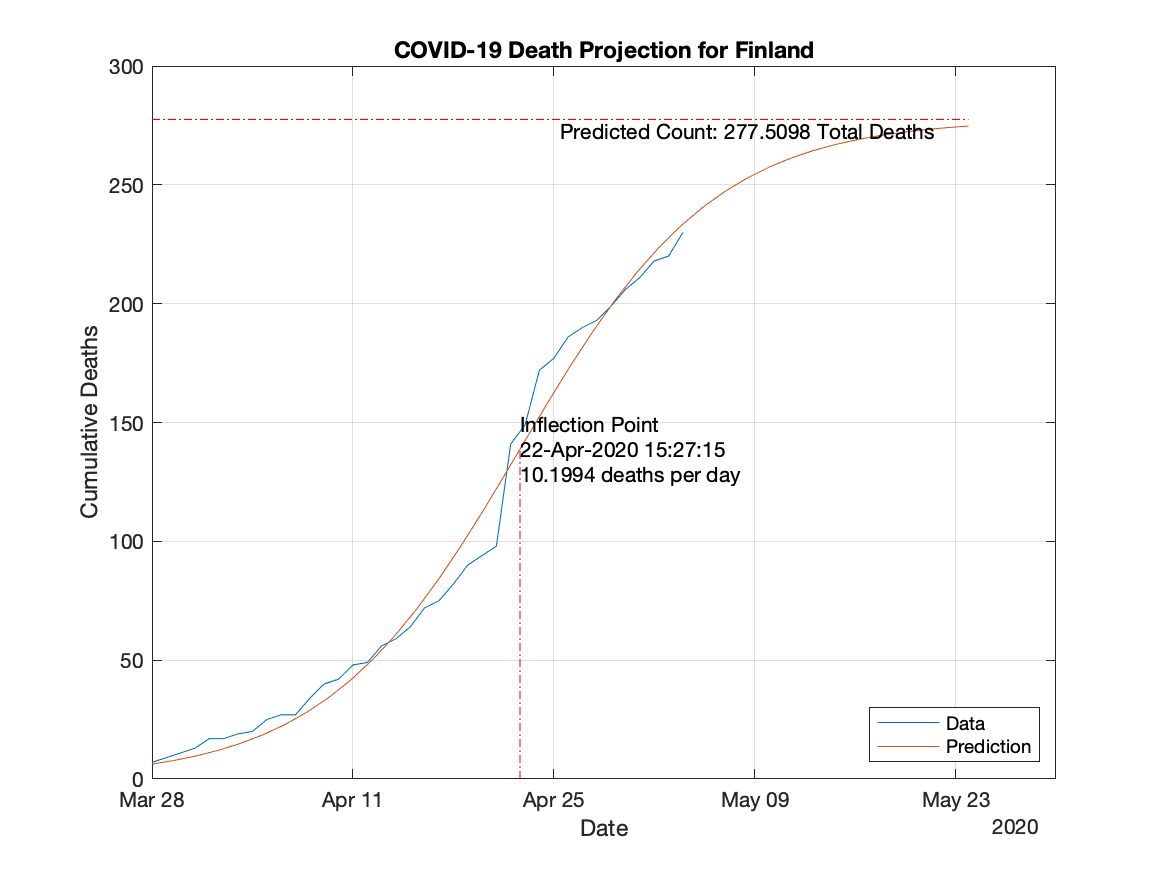 COVID-19 Death Projection for Finland
300
Predicted Count: 277.5098 Total Deaths
250
200
150
Inflection Point
22-Apr-2020 15:27:15
10.1994 deaths per day
100
50
0
Cumulative Deaths
Data
Prediction
Mar 28 Apr 11 Apr 25 May 09 May 23
Date
2020